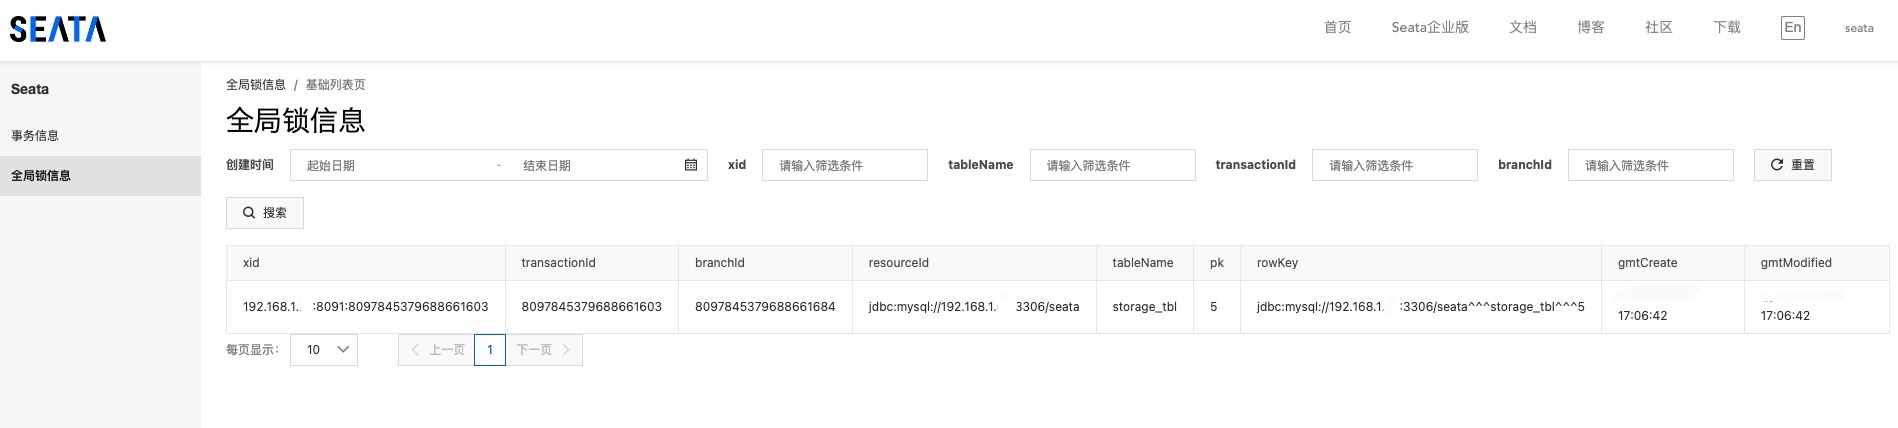 SEATA
首页 Seata企业版 文档 博客 社区 下载 En seata
Seata
事务信息
全局锁信息
全局锁信息 / 基础列表页
全局锁信息
创建时间 起始日期 - 结束日期 xid 请输入筛选条件 tableName 请输入筛选条件 transactionId 请输入筛选条件 branchId 请输入筛选条件 重置
搜索
xid transactionId branchId resourceId tableName pk rowKey gmtCreate gmtModified
192.168.1. :8091:8097845379688661603 8097845379688661603 8097845379688661684 jdbc:mysql://192.168.1. 3306/seata storage_tbl 5 jdbc:mysql://192.168.1. :3306/seata^^^storage_tbl^^^5 17:06:42 17:06:42
每页显示: 10 上一页 1 下一页